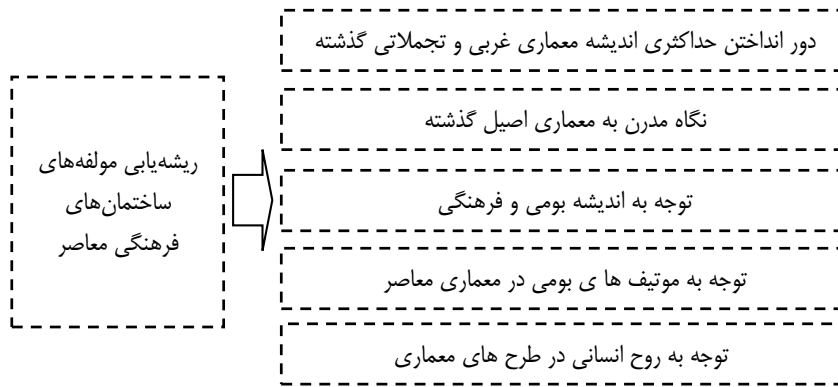 دور انداختن حداکثری اندیشه معماری غربی و تجملاتی گذشته
نگاه مدرن به معماری اصیل گذشته
ریشه‌یابی مولفه‌های
ساختمان‌های
فرهنگی معاصر
توجه به اندیشه بومی و فرهنگی
توجه به موتیف ها ی بومی در معماری معاصر
توجه به روح انسانی در طرح های معماری